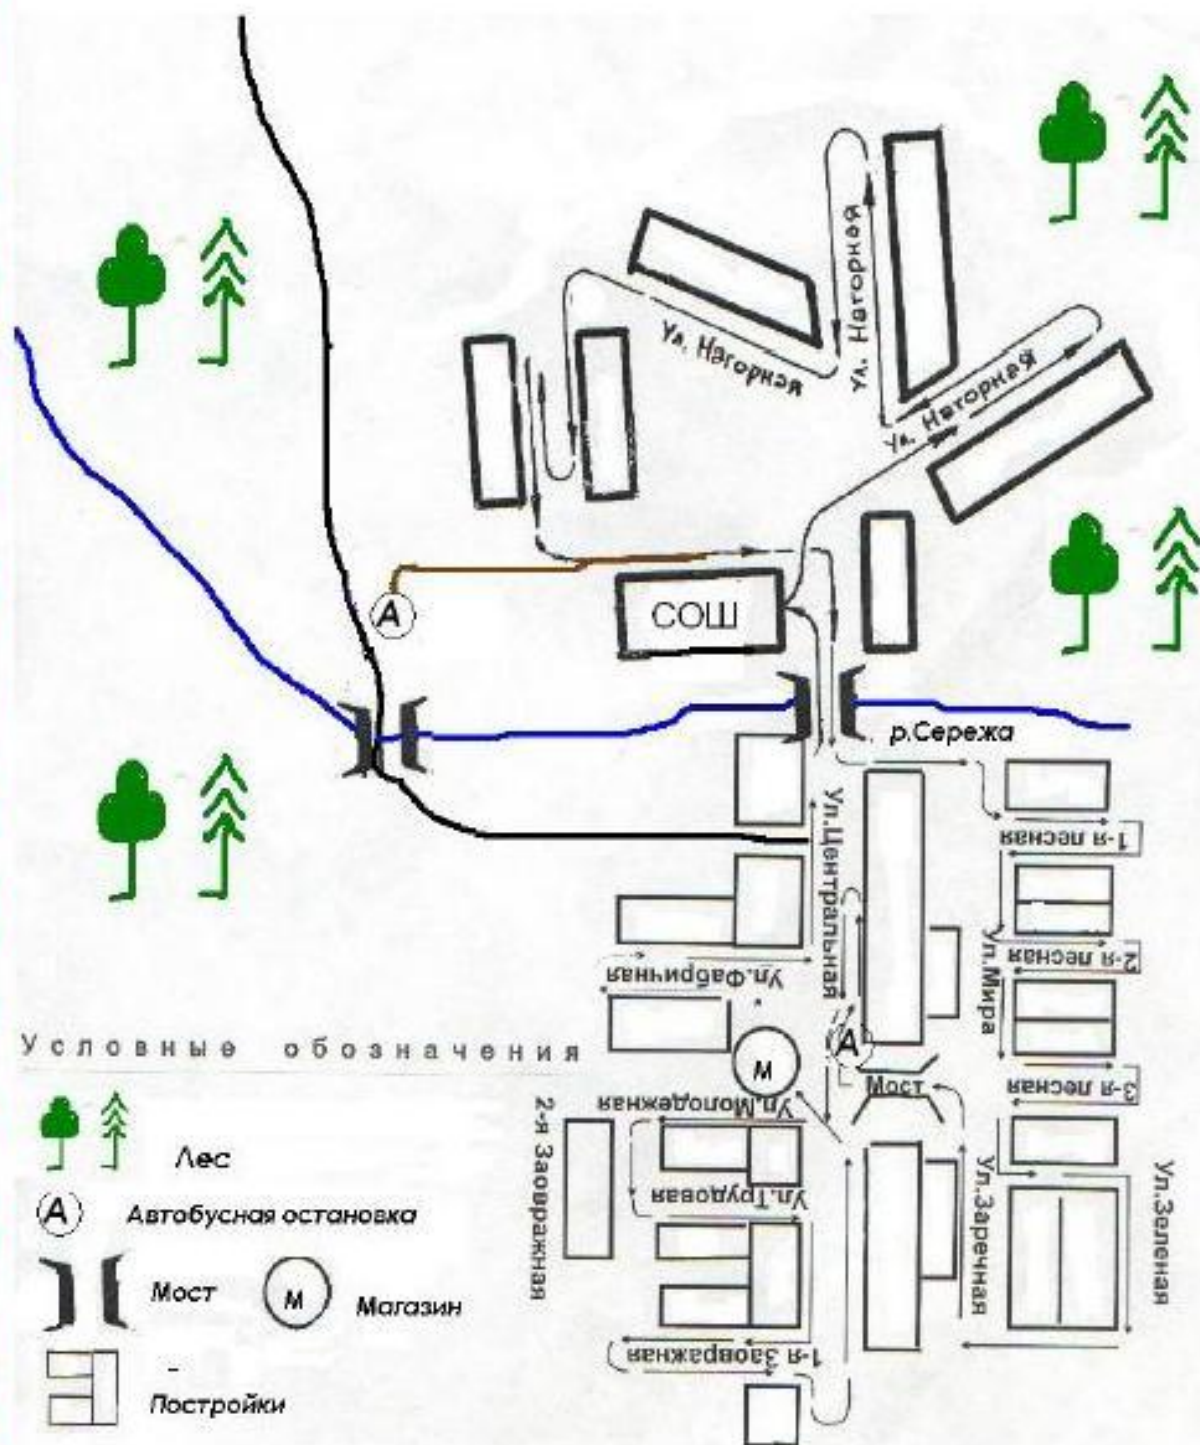 ул. Нагорная
ул. Нагорная
ул. Нагорная
ул. Нагорная
А
СОШ
р.Сережа
1-я лесная
Ул.Центральная
2-я лесная
Ул.Мира
Ул.Фабричная
А
М
Мост
3-я лесная
Ул.Молодежная
2-я Заовражная
Ул.Трудовая
Ул.Заречная
Ул.Зеленая
1-я Заовражная
Условные обозначения
Лес
А Автобусная остановка
Мост
М Магазин
Постройки